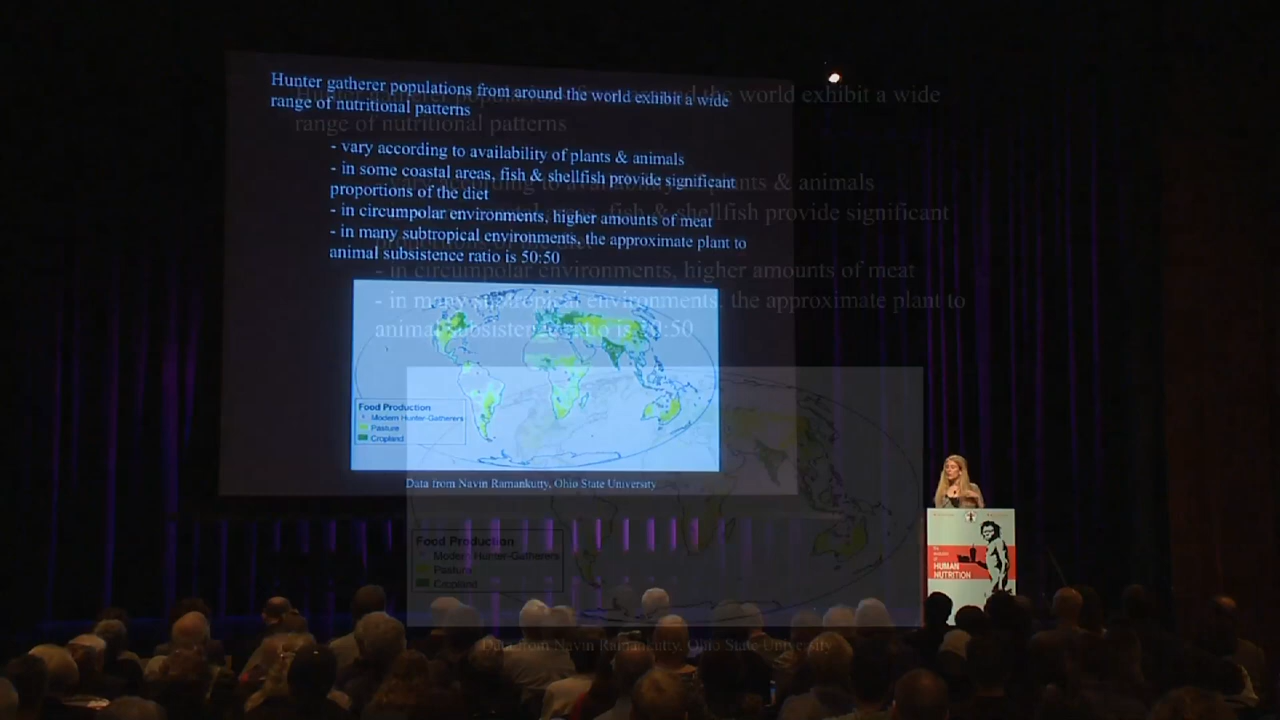 Hunter gatherer populations from around the world exhibit a wide
range of nutritional patterns
- vary according to availability of plants & animals
- in some coastal areas, fish & shellfish provide significant
proportions of the diet
- in circumpolar environments, higher amounts of meat
- in many subtropical environments, the approximate plant to
animal subsistence ratio is 50:50
Food Production
Modern Hunter-Gatherers
Pasture
Cropland
Data from Navin Ramankutty, Ohio State University
HUMAN
NUTRITION